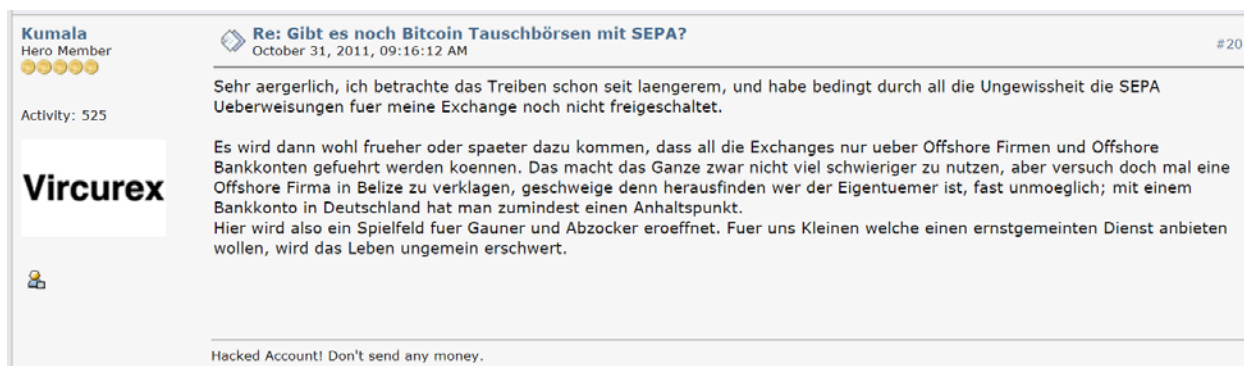 Kumala
Hero Member
Activity: 525
Vircurex
Re: Gibt es noch Bitcoin Tauschbörsen mit SEPA?
October 31, 2011, 09:16:12 AM
#20
Sehr aergerlich, ich betrachte das Treiben schon seit laengerem, und habe bedingt durch all die Ungewissheit die SEPA
Ueberweisungen fuer meine Exchange noch nicht freigeschaltet.
Es wird dann wohl frueher oder spaeter dazu kommen, dass all die Exchanges nur ueber Offshore Firmen und Offshore
Bankkonten gefuehrt werden koennen. Das macht das Ganze zwar nicht viel schwieriger zu nutzen, aber versuch doch mal eine
Offshore Firma in Belize zu verklagen, geschweige denn herausfinden wer der Eigentuemer ist, fast unmoeglich; mit einem
Bankkonto in Deutschland hat man zumindest einen Anhaltspunkt.
Hier wird also ein Spielfeld fuer Gauner und Abzocker eroeffnet. Fuer uns Kleinen welche einen ernstgemeinten Dienst anbieten
wollen, wird das Leben ungemein erschwert.
Hacked Account! Don't send any money.